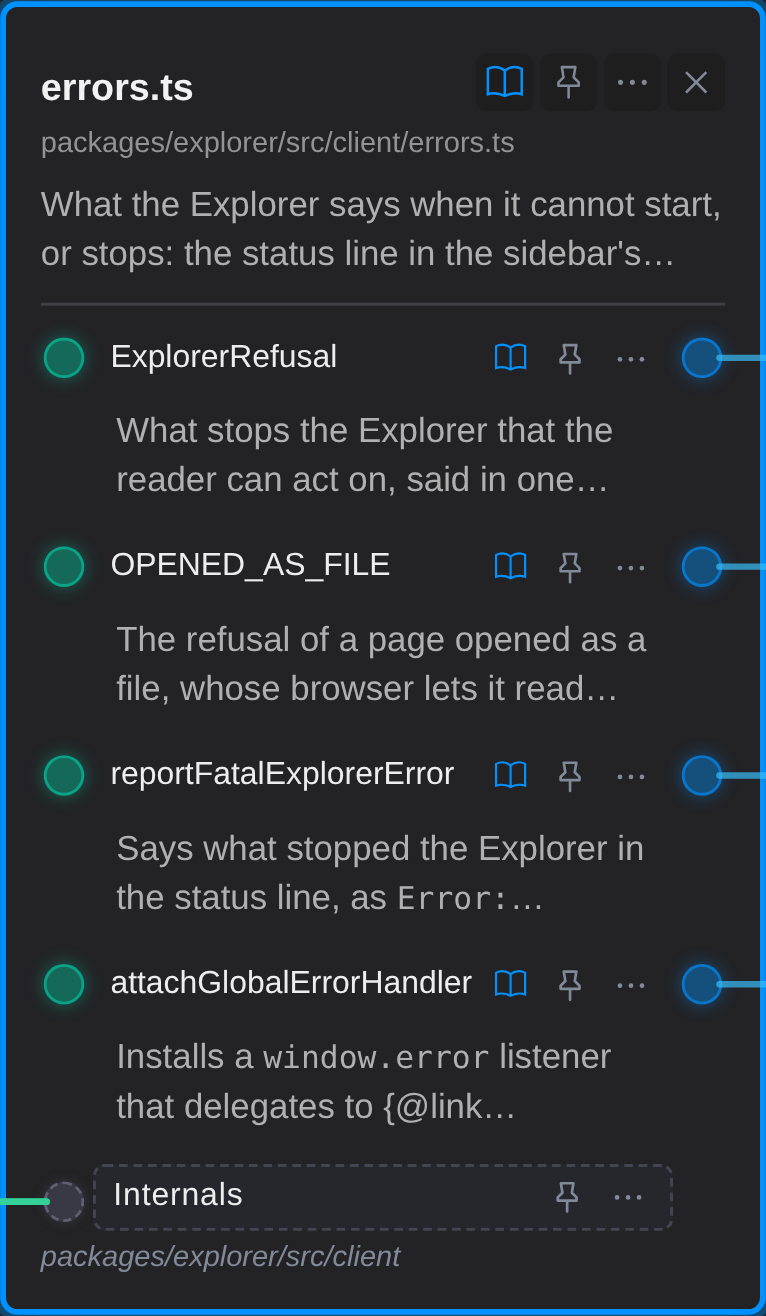 errors.ts
packages/explorer/src/client/errors.ts
What the Explorer says when it cannot start,
or stops: the status line in the sidebar's…
ExplorerRefusal
What stops the Explorer that the
reader can act on, said in one…
OPENED_AS_FILE
The refusal of a page opened as a
file, whose browser lets it read…
reportFatalExplorerError
Says what stopped the Explorer in
the status line, as Error:…
attachGlobalErrorHandler
Installs a window.error listener
that delegates to {@link…
Internals
packages/explorer/src/client